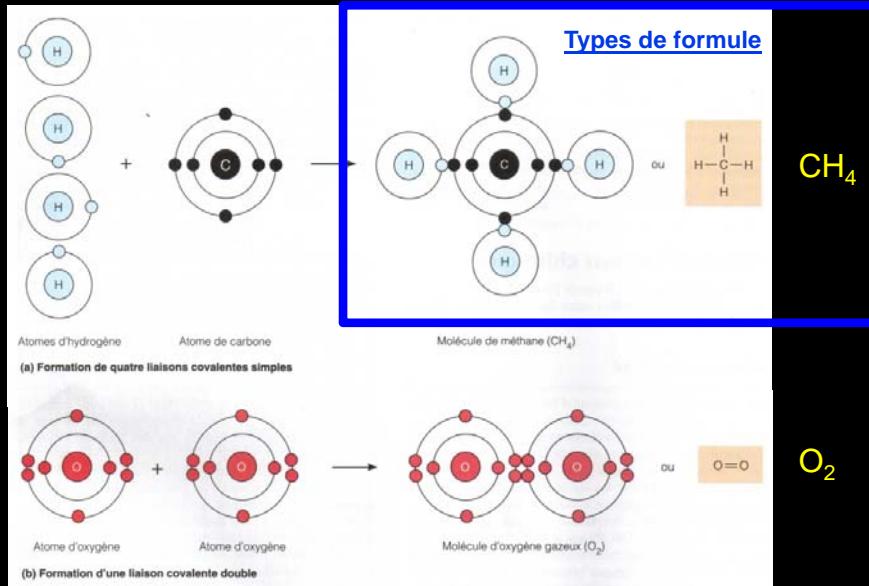 Types de formule
H
H
H
H
+
C
H
H
C
H
H
ou
H
H—C—H
H
CH₄
Atomes d'hydrogène
Atome de carbone
Molécule de méthane (CH₄)
(a) Formation de quatre liaisons covalentes simples
O
+
O
O
O
ou
O=O
O₂
Atome d'oxygène
Atome d'oxygène
Molécule d'oxygène gazeux (O₂)
(b) Formation d'une liaison covalente double